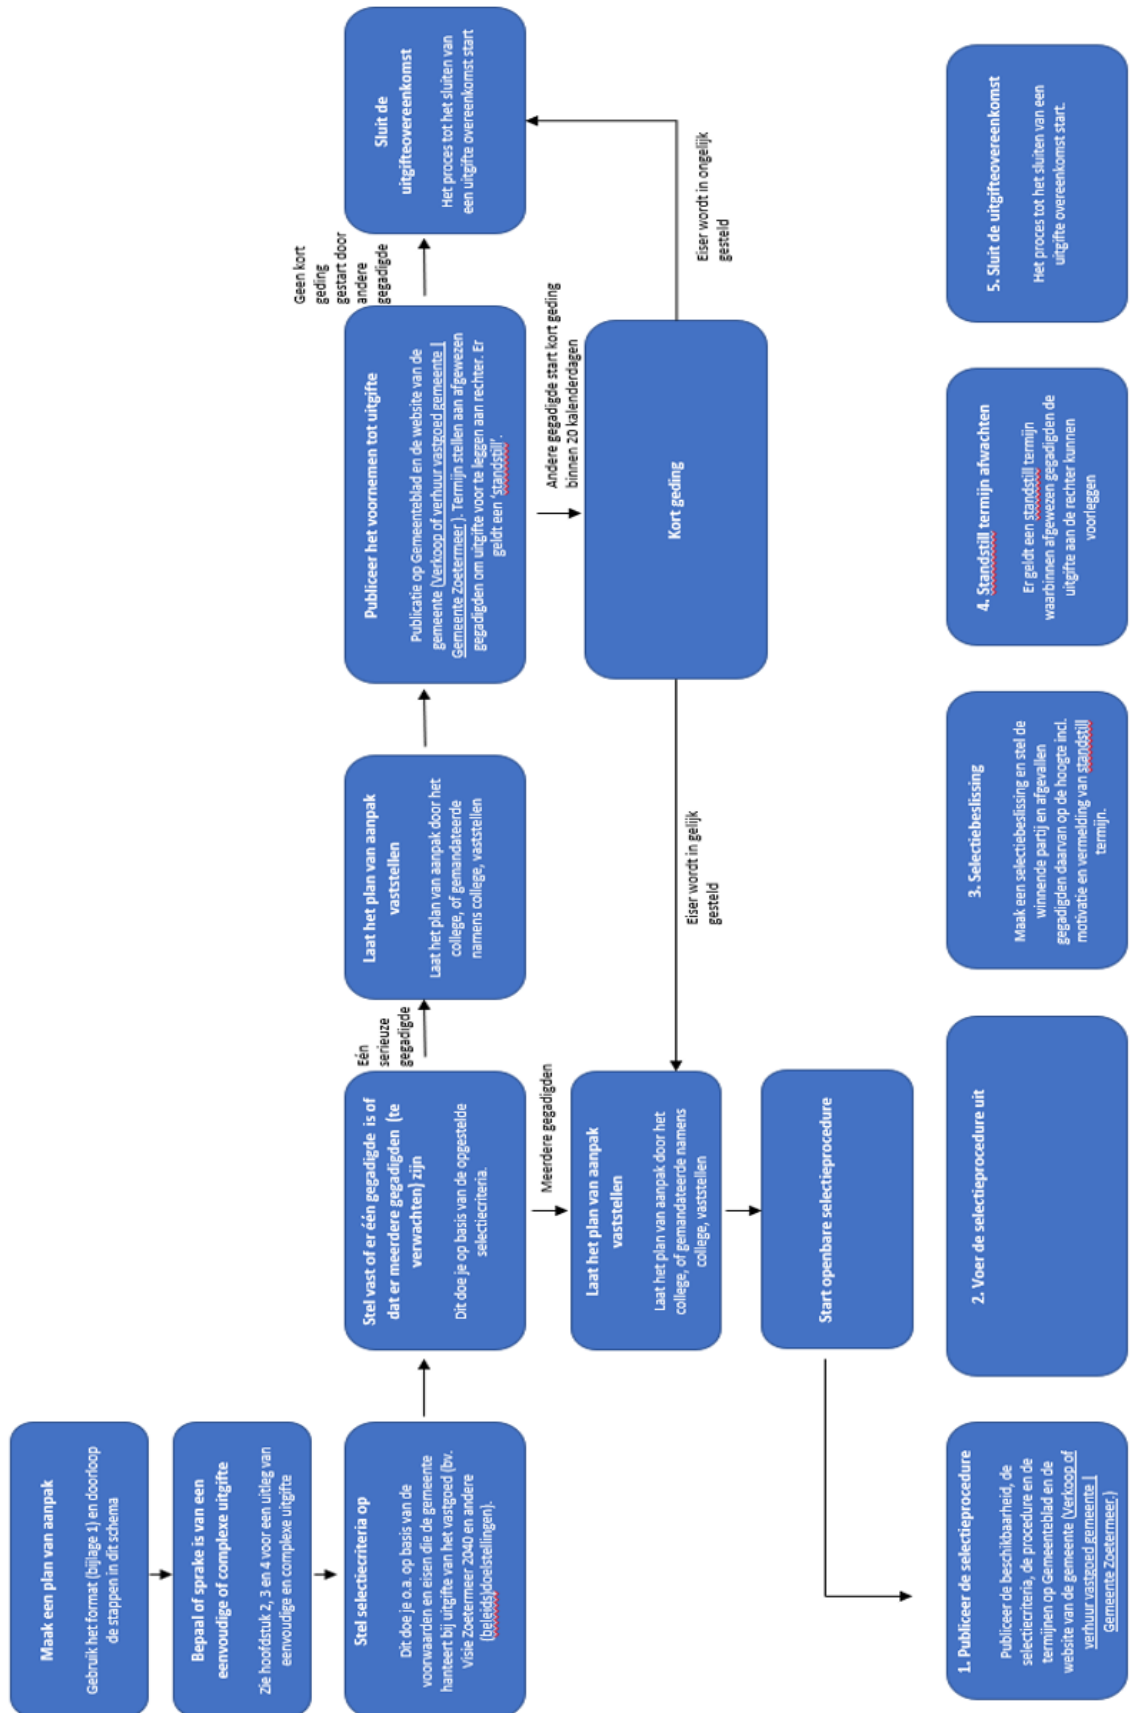 Maak een plan van aanpak
Gebruik het format (bijlage 1) en doorloop
de stappen in dit schema
Bepaal of sprake is van een
eenvoudige of complexe uitgifte
Zie hoofdstuk 2, 3 en 4 voor een uitleg van
eenvoudige en complexe uitgifte
Stel selectiecriteria op
Dit doe je o.a. op basis van de
voorwaarden en eisen die de gemeente
hanteert bij uitgifte van het vastgoed (bv.
Visie Zoetermeer 2040 en andere
(beleids)doelstellingen).
Stel vast of er één gegadigde is of
dat er meerdere gegadigden (te
verwachten) zijn
Dit doe je op basis van de opgestelde
selectiecriteria.
Eén
serieuze
gegadigde
Laat het plan van aanpak
vaststellen
Laat het plan van aanpak door het
college, of gemandateerde
namens college, vaststellen
Publiceer het voornemen tot uitgifte
Publicatie op Gemeenteblad en de website van de
gemeente (Verkoop of verhuur vastgoed gemeente |
Gemeente Zoetermeer ). Termijn stellen aan afgewezen
gegadigden om uitgifte voor te leggen aan rechter. Er
geldt een ‘standstill’.
Geen kort
geding
gestart door
andere
gegadigde
Sluit de
uitgifteovereenkomst
Het proces tot het sluiten van
een uitgifte overeenkomst start
Meerdere gegadigden
Laat het plan van aanpak
vaststellen
Laat het plan van aanpak door het
college, of gemandateerde namens
college, vaststellen
Andere gegadigde start kort geding
binnen 20 kalenderdagen
Kort geding
Eiser wordt in gelijk
gesteld
Eiser wordt in ongelijk
gesteld
Start openbare selectieprocedure
1. Publiceer de selectieprocedure
Publiceer de beschikbaarheid, de
selectiecriteria, de procedure en de
termijnen op Gemeenteblad en de
website van de gemeente (Verkoop of
verhuur vastgoed gemeente |
Gemeente Zoetermeer.)
2. Voer de selectieprocedure uit
3. Selectiebeslissing
Maak een selectiebeslissing en stel de
winnende partij en afgevallen
gegadigden daarvan op de hoogte incl.
motivatie en vermelding van standstill
termijn.
4. Standstill termijn afwachten
Er geldt een standstill termijn
waarbinnen afgewezen gegadigden de
uitgifte aan de rechter kunnen
voorleggen
5. Sluit de uitgifteovereenkomst
Het proces tot het sluiten van een
uitgifte overeenkomst start.